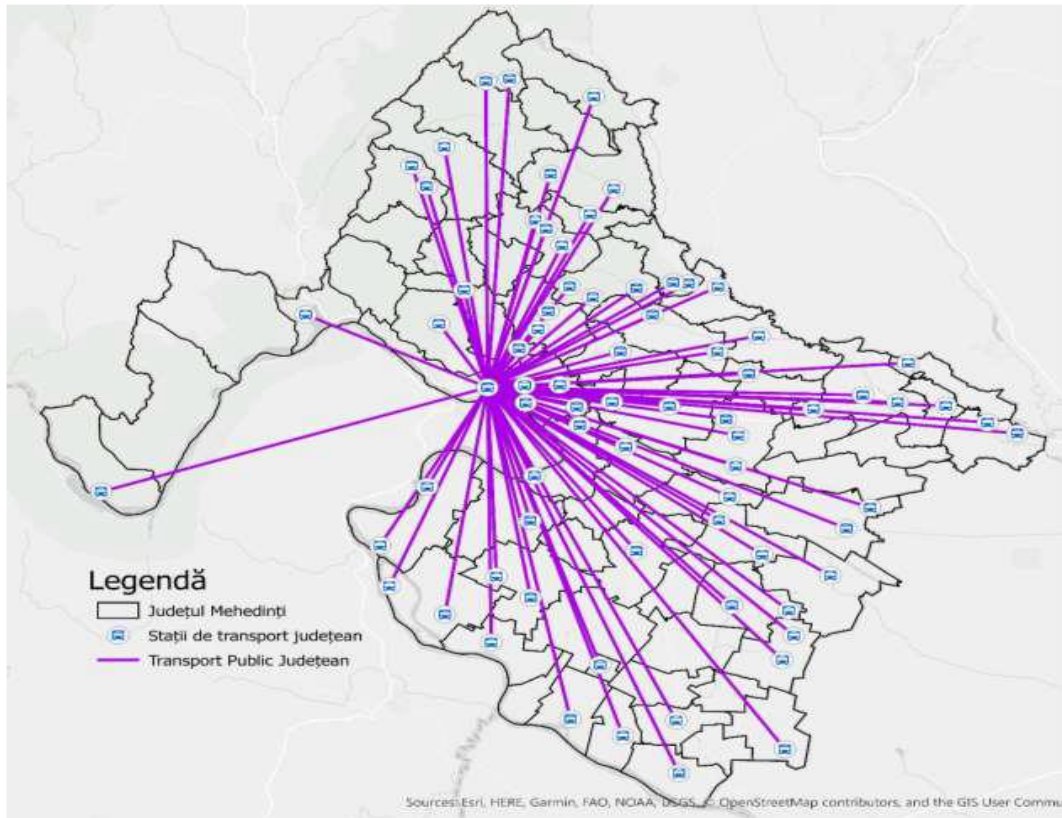 Legendă
Județul Mehedinți
Stații de transport județean
Transport Public Județean
Sources: Esri, HERE, Garmin, FAO, NOAA, USGS, © OpenStreetMap contributors, and the GIS User Commu